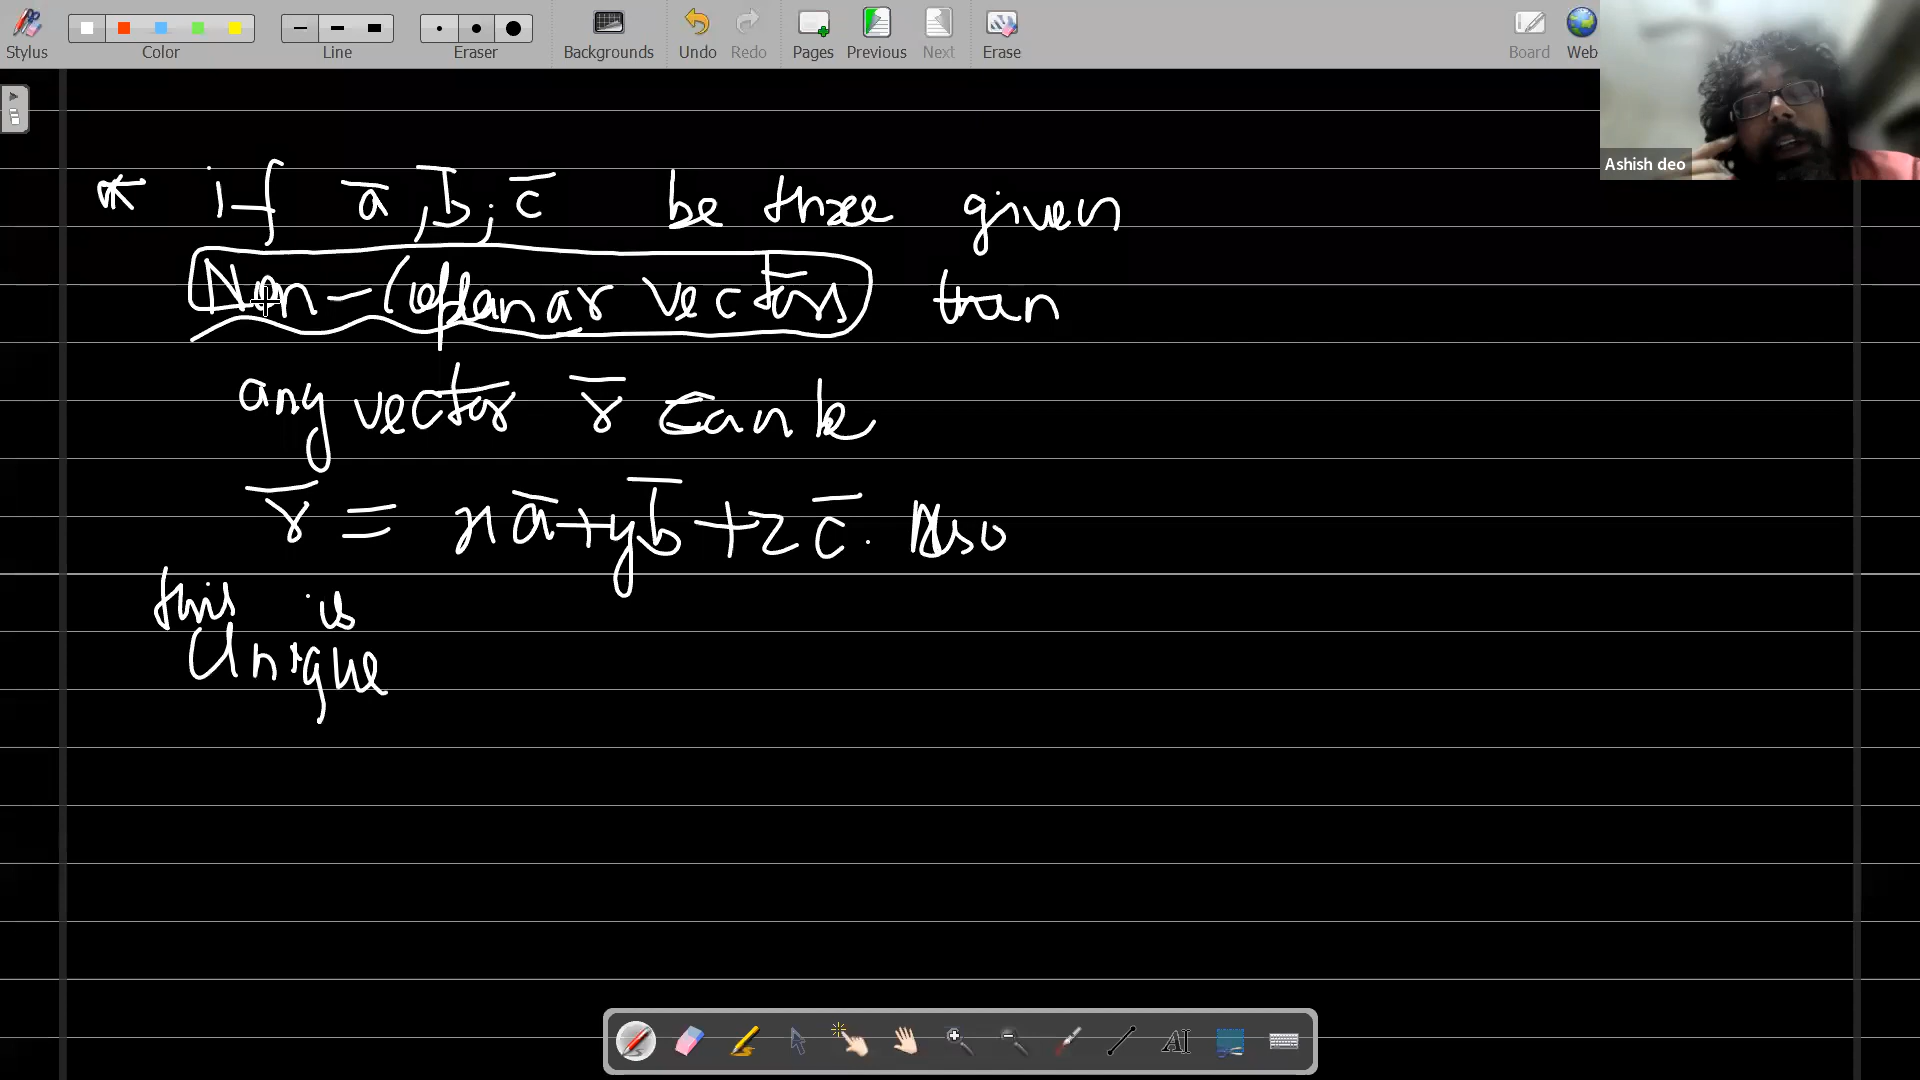 Stylus Color Line Eraser Backgrounds Undo Redo Pages Previous Next Erase Board Web
Ashish deo
* if a̅, b̅, c̅ be three given
Non-Coplanar vectors then
any vector r̅ can be
r̅ = xa̅ + yb̅ + zc̅. Also
this is
Unique